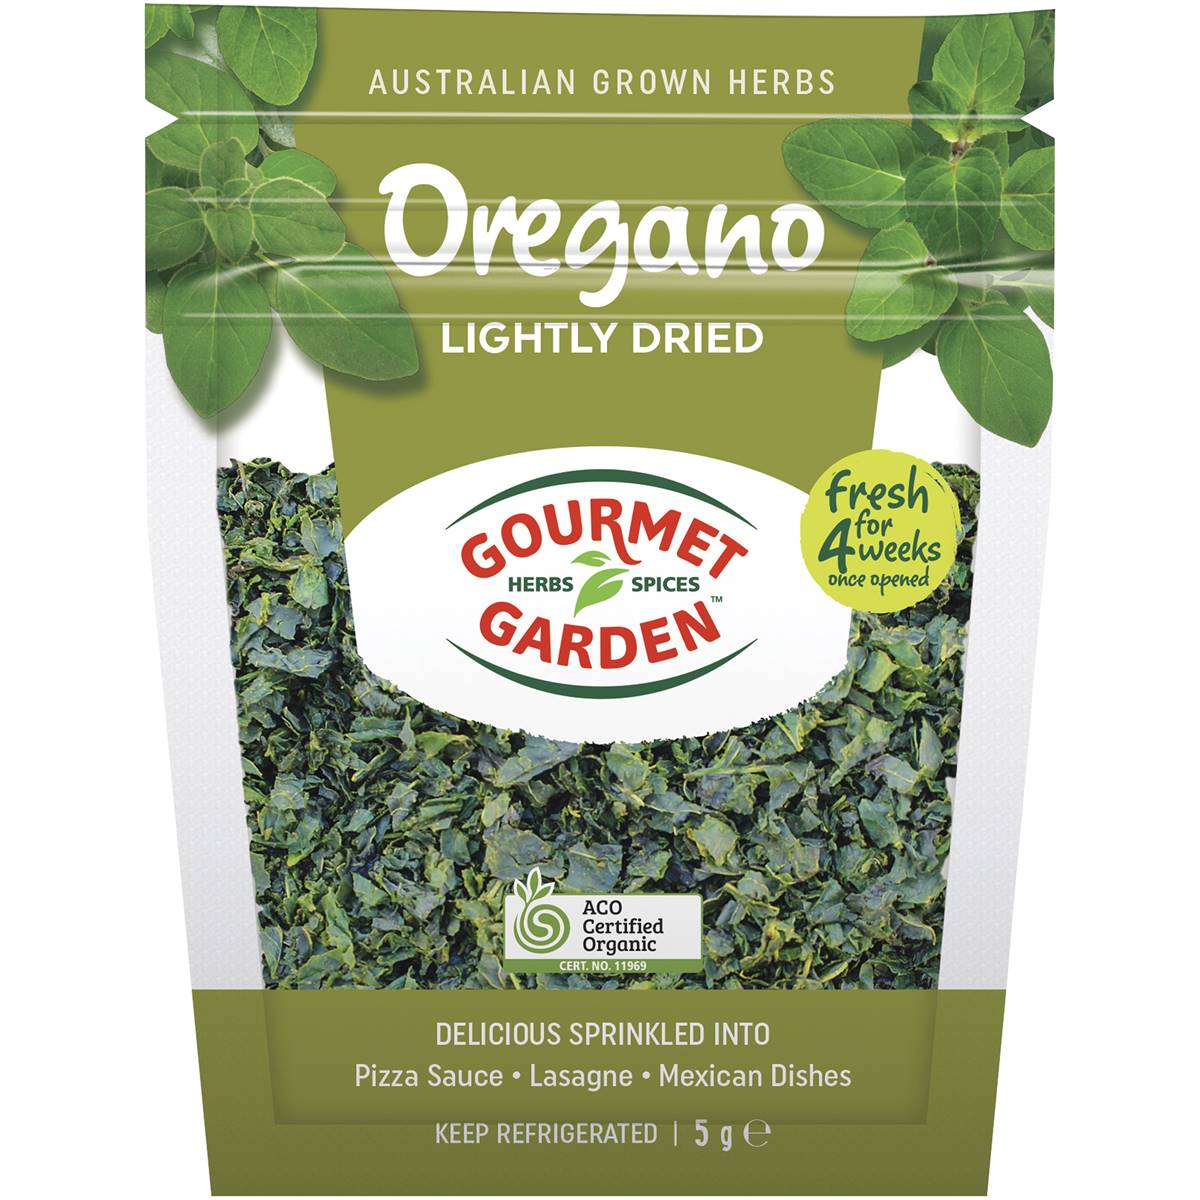 AUSTRALIAN GROWN HERBS
Oregano
LIGHTLY DRIED
GOURMET
HERBS SPICES
GARDEN™
fresh
for
4 weeks
once opened
ACO
Certified
Organic
CERT. NO. 11969
DELICIOUS SPRINKLED INTO
Pizza Sauce • Lasagne • Mexican Dishes
KEEP REFRIGERATED | 5 g ℮